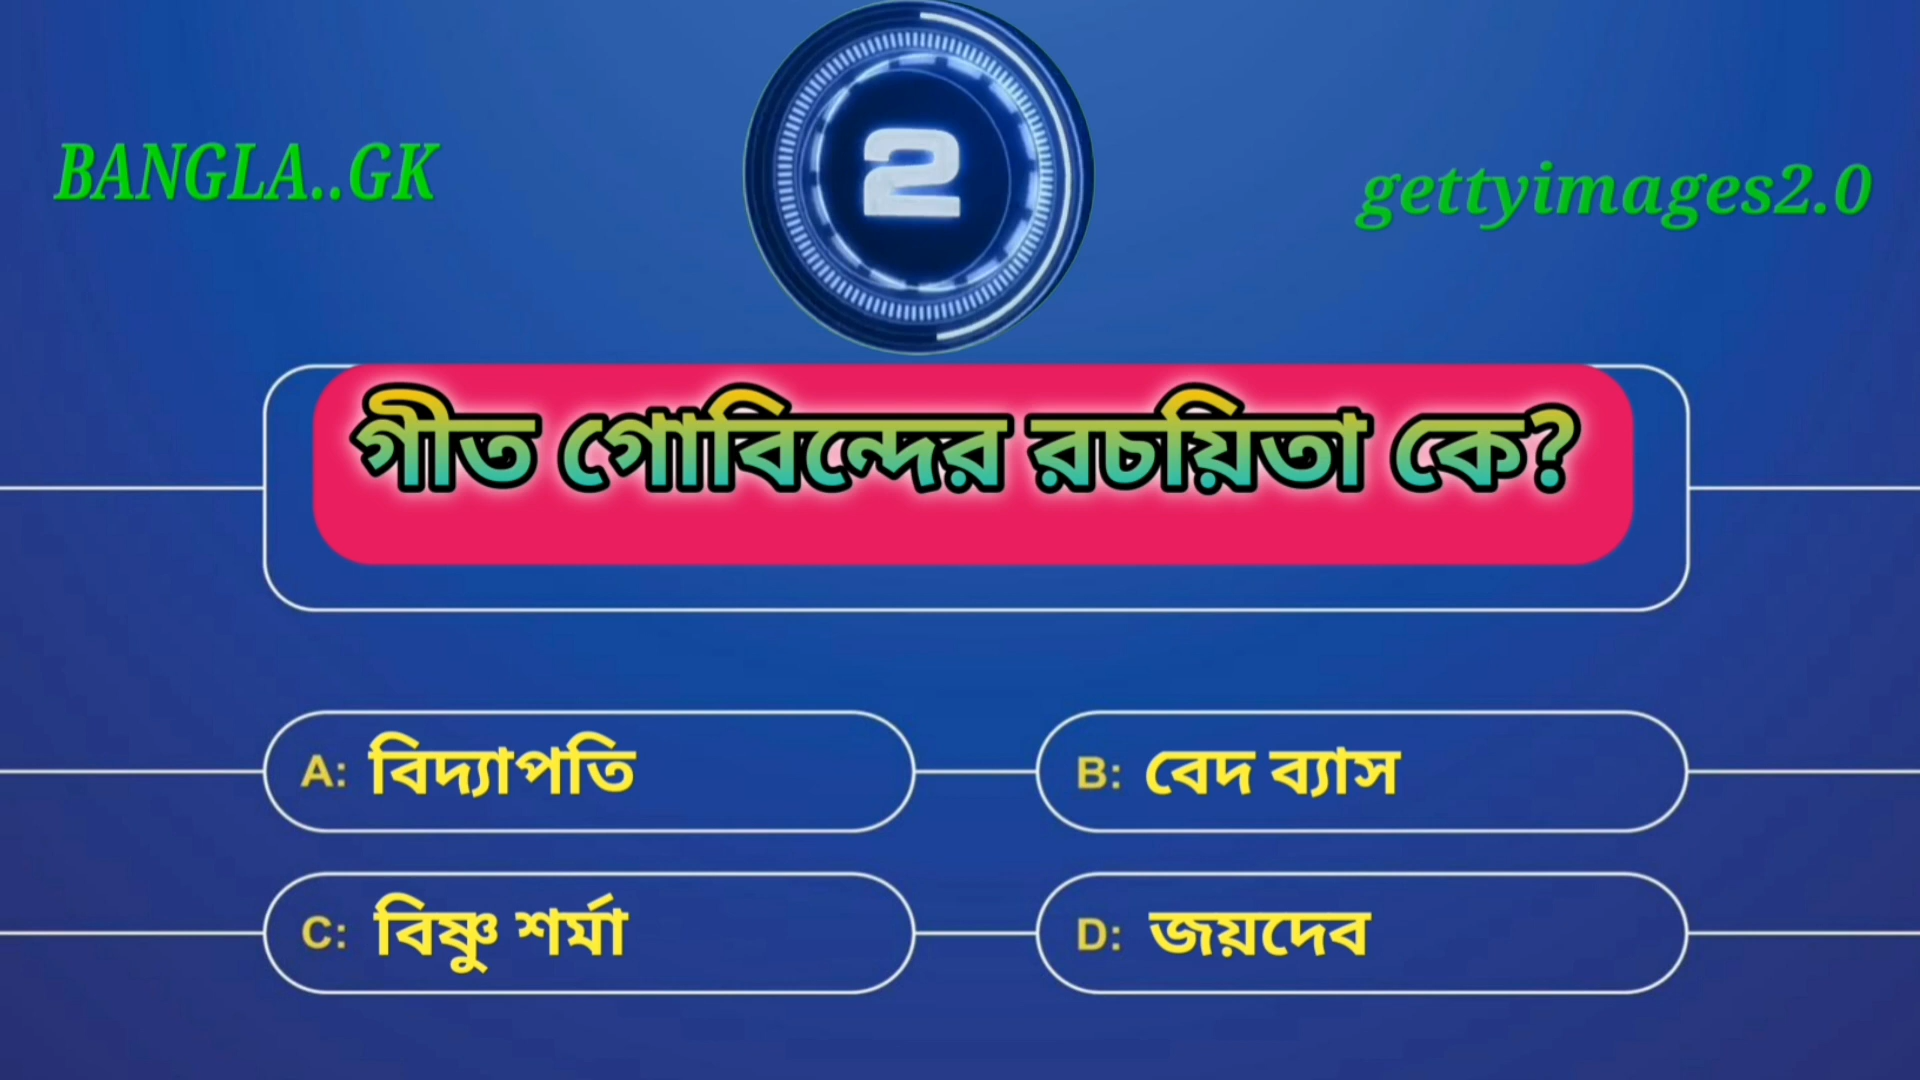 2
BANGLA..GK
gettyimages2.0
গীত গোবিন্দের রচয়িতা কে?
A: বিদ্যাপতি
B: বেদ ব্যাস
C: বিষ্ণু শর্মা
D: জয়দেব